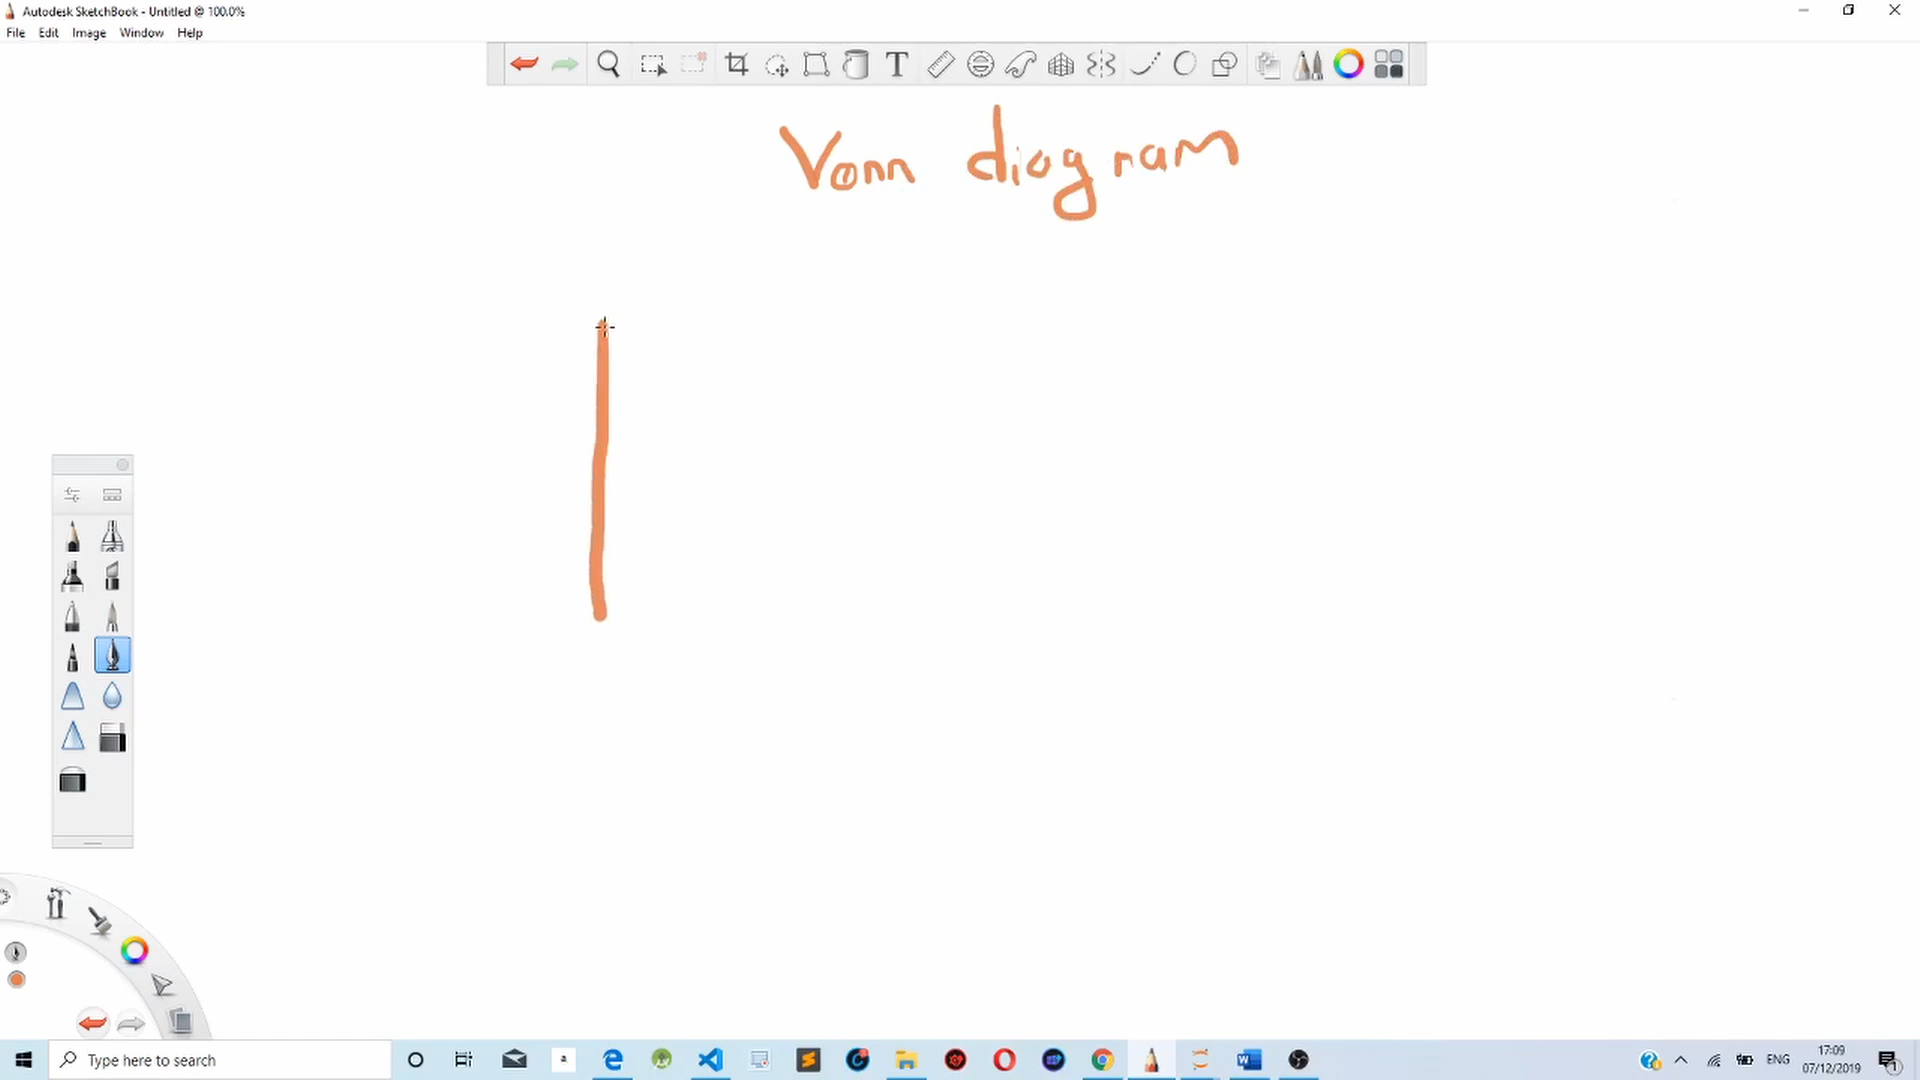 Autodesk SketchBook - Untitled @ 100.0%
File Edit Image Window Help
T
Venn diagram
Type here to search
a
ENG
17:09
07/12/2019
1